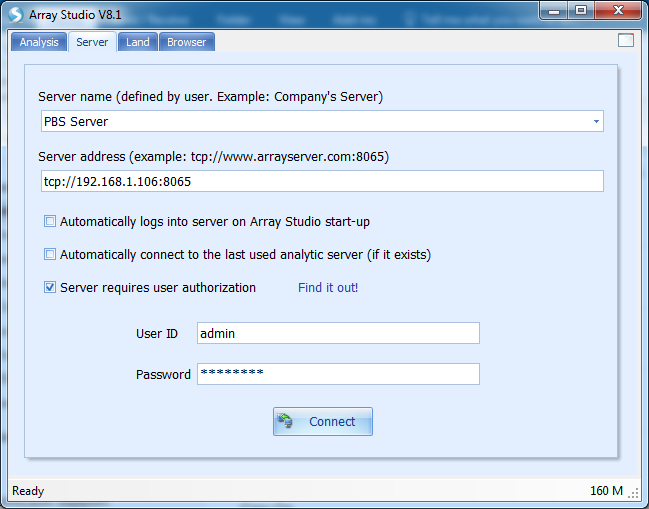 Array Studio V8.1
Analysis Server Land Browser
Server name (defined by user. Example: Company's Server)
PBS Server
Server address (example: tcp://www.arrayserver.com:8065)
tcp://192.168.1.106:8065
Automatically logs into server on Array Studio start-up
Automatically connect to the last used analytic server (if it exists)
Server requires user authorization Find it out!
User ID admin
Password ********
Connect
Ready 160 M